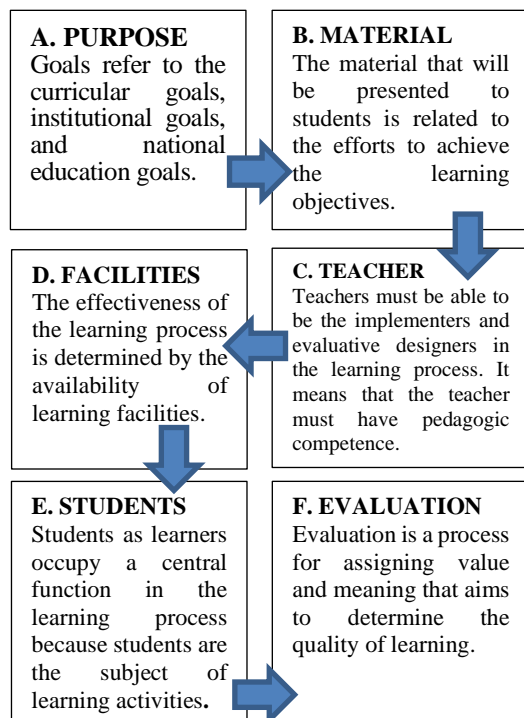 A. PURPOSE
Goals refer to the
curricular goals,
institutional goals,
and national
education goals.
B. MATERIAL
The material that will
be presented to
students is related to
the efforts to achieve
the learning
objectives.
C. TEACHER
Teachers must be able to
be the implementers and
evaluative designers in
the learning process. It
means that the teacher
must have pedagogic
competence.
D. FACILITIES
The effectiveness of
the learning process
is determined by the
availability of
learning facilities.
E. STUDENTS
Students as learners
occupy a central
function in the
learning process
because students are
the subject of
learning activities.
F. EVALUATION
Evaluation is a process
for assigning value
and meaning that aims
to determine the
quality of learning.